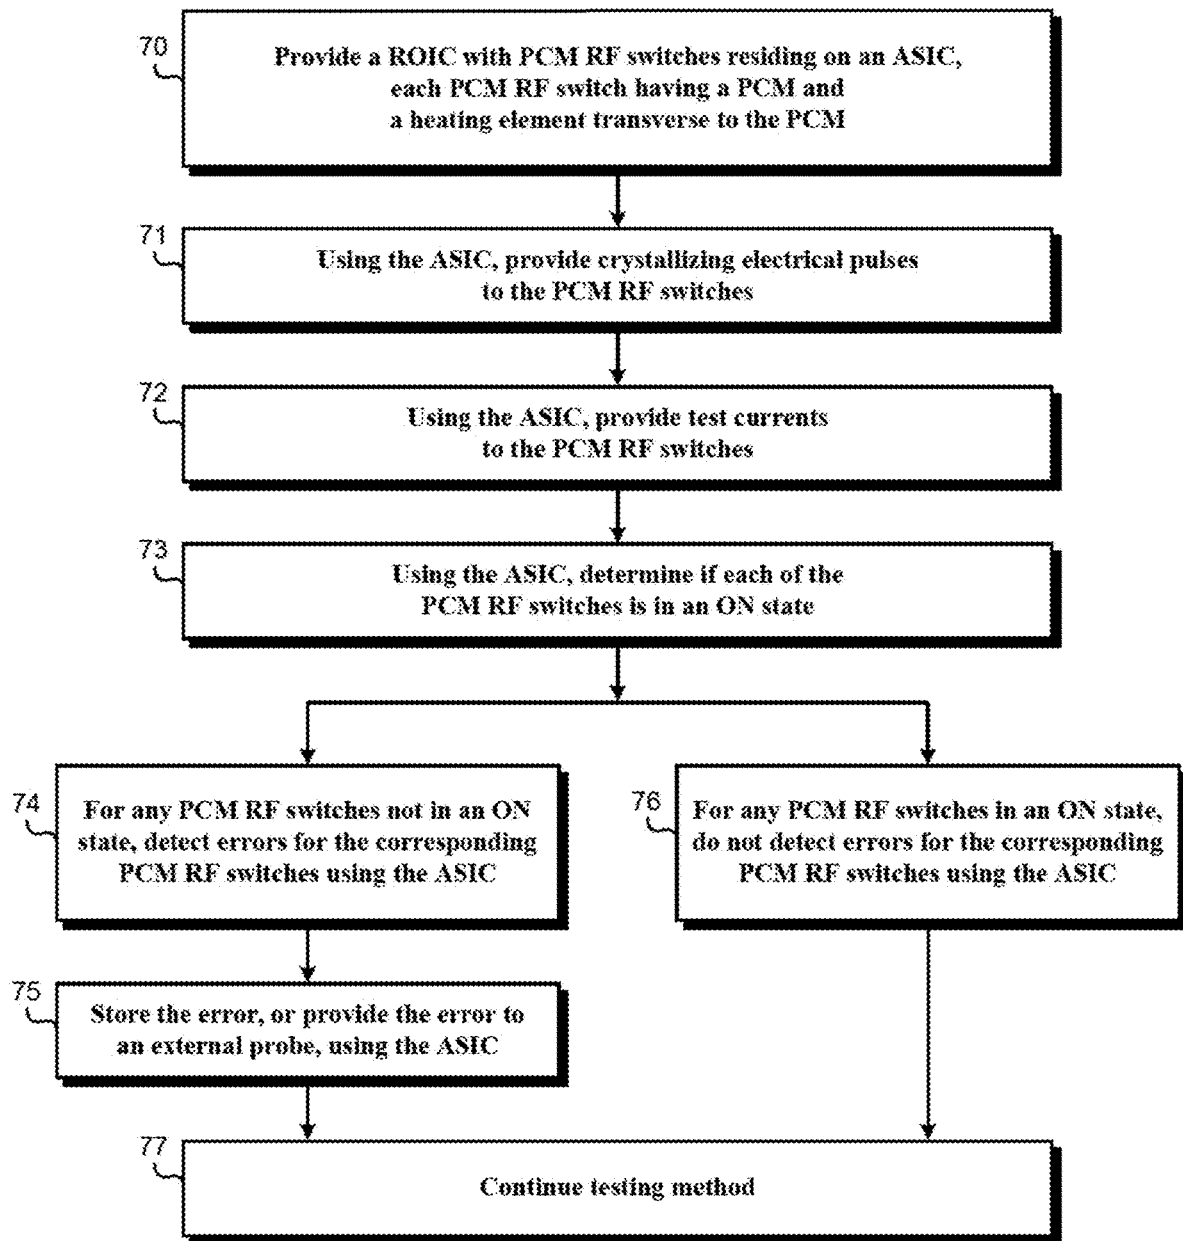 70
Provide a ROIC with PCM RF switches residing on an ASIC,
each PCM RF switch having a PCM and
a heating element transverse to the PCM
71
Using the ASIC, provide crystallizing electrical pulses
to the PCM RF switches
72
Using the ASIC, provide test currents
to the PCM RF switches
73
Using the ASIC, determine if each of the
PCM RF switches is in an ON state
74
For any PCM RF switches not in an ON
state, detect errors for the corresponding
PCM RF switches using the ASIC
76
For any PCM RF switches in an ON state,
do not detect errors for the corresponding
PCM RF switches using the ASIC
75
Store the error, or provide the error to
an external probe, using the ASIC
77
Continue testing method